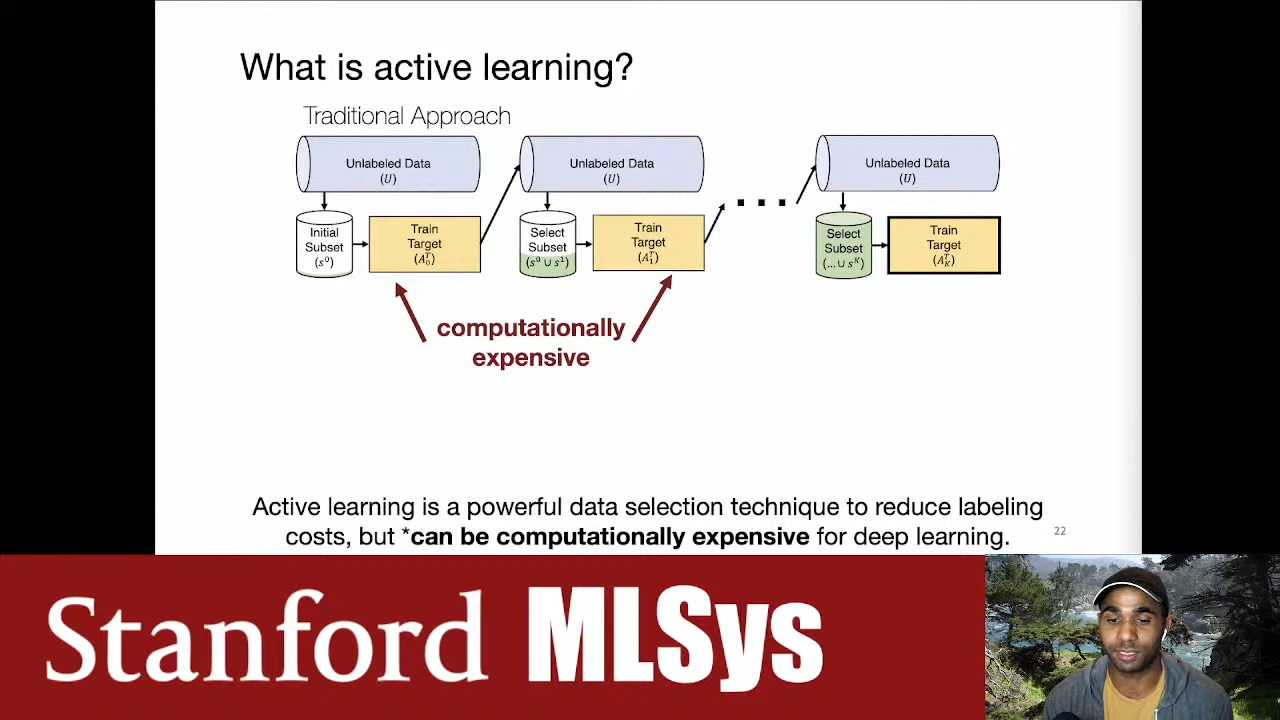 What is active learning?
Traditional Approach
Unlabeled Data
(U)
Initial
Subset
(s⁰)
Train
Target
(A₀ᵀ)
Unlabeled Data
(U)
Select
Subset
(s⁰ ∪ s¹)
Train
Target
(A₁ᵀ)
...
Unlabeled Data
(U)
Select
Subset
(... ∪ sᴷ)
Train
Target
(A_Kᵀ)
computationally
expensive
Active learning is a powerful data selection technique to reduce labeling
costs, but *can be computationally expensive for deep learning.
22
Stanford MLSys